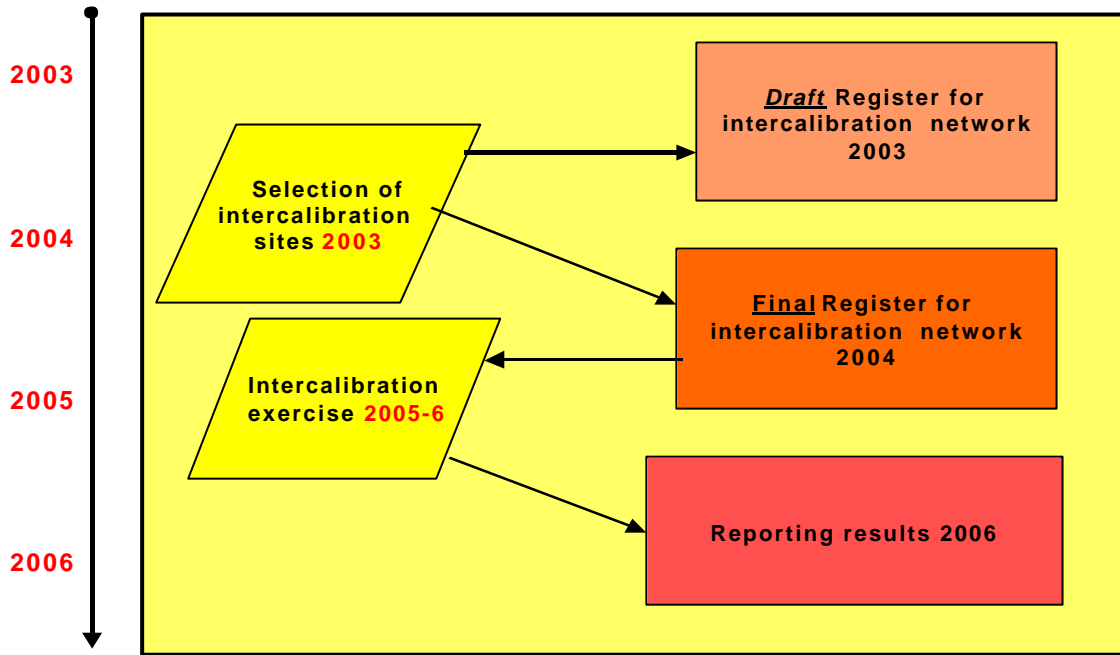 2003
2004
2005
2006
Draft Register for
intercalibration network
2003
Selection of
intercalibration
sites 2003
Final Register for
intercalibration network
2004
Intercalibration
exercise 2005-6
Reporting results 2006